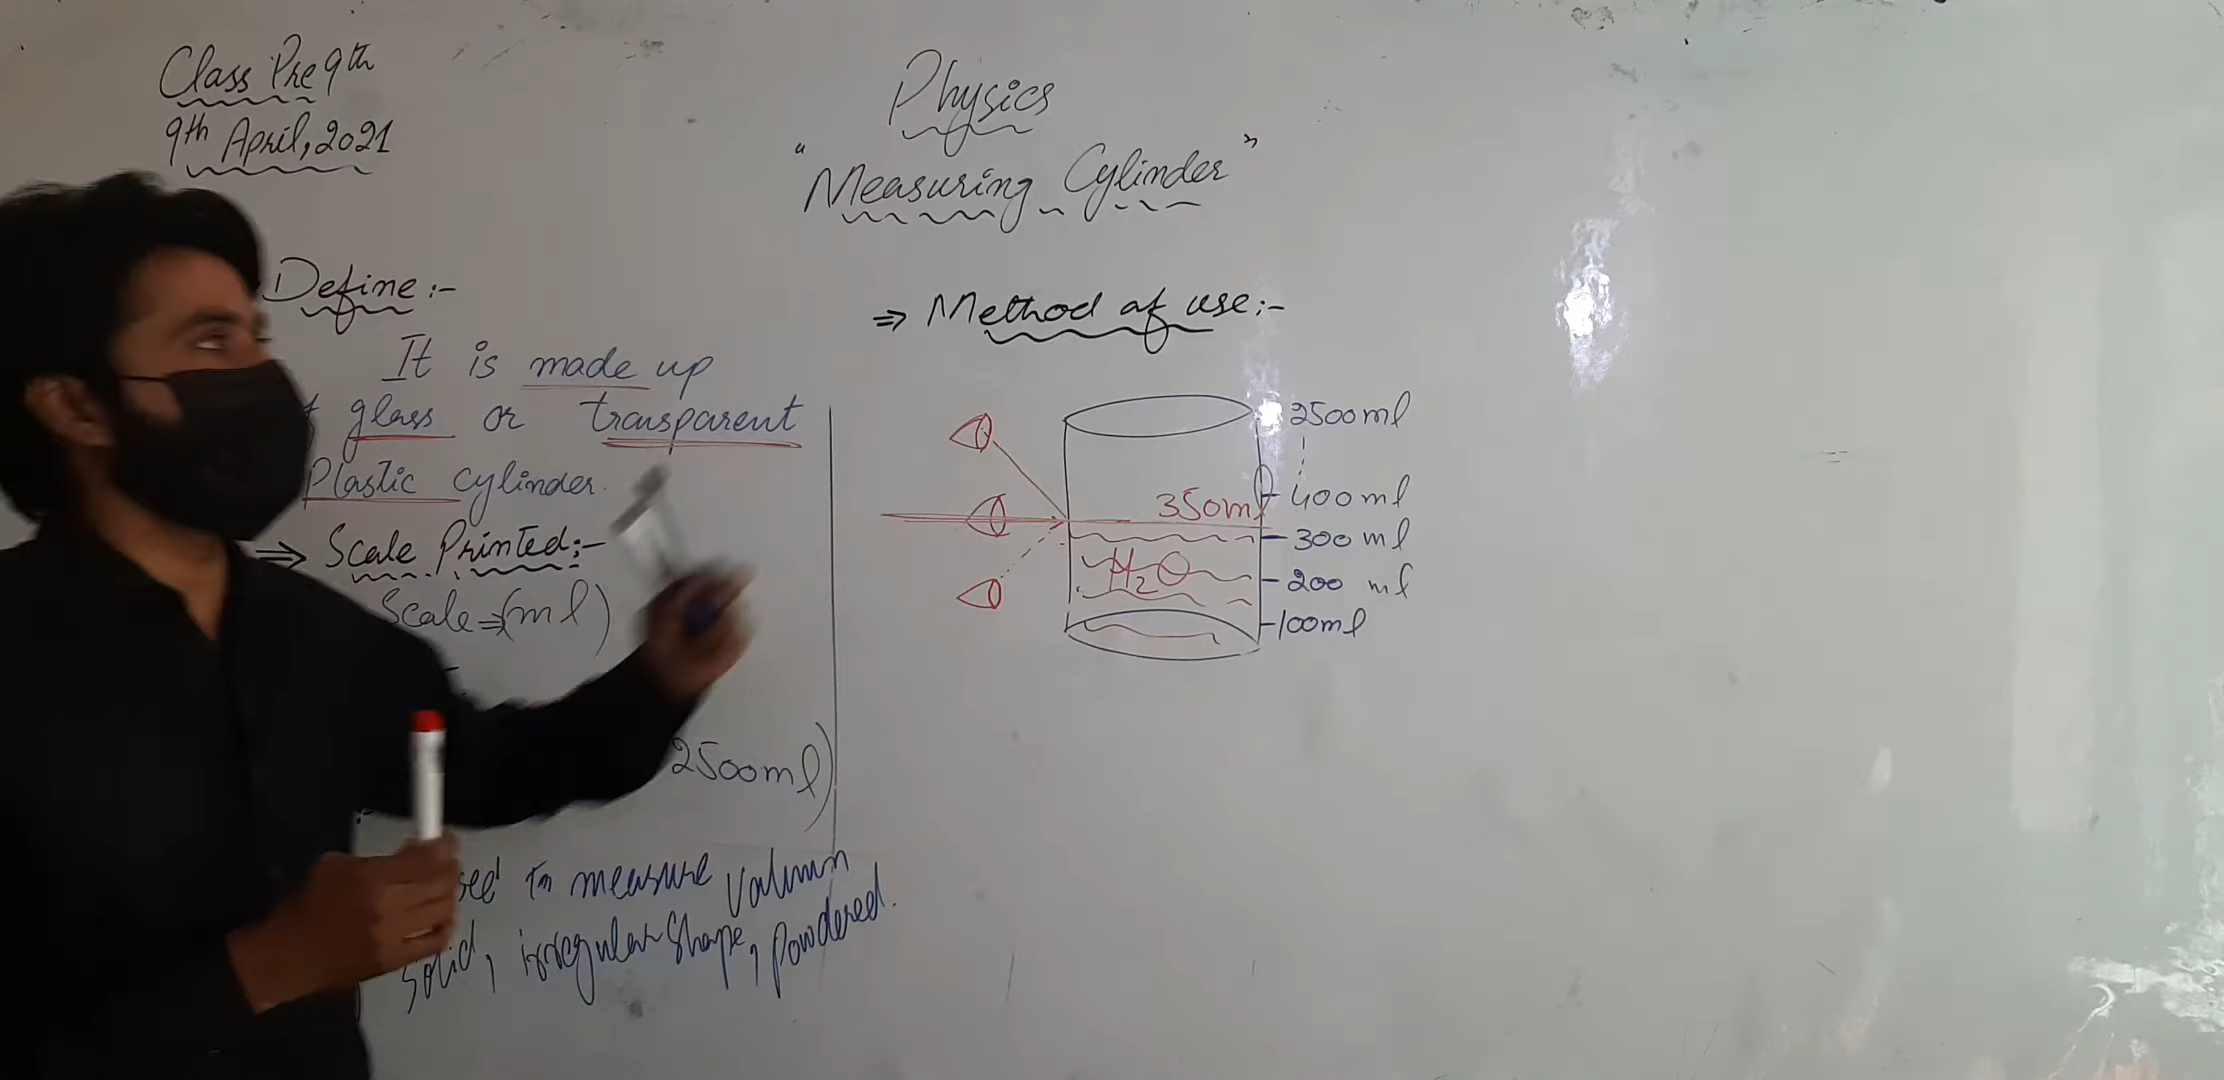 Class Pre 9th
9th April, 2021
Physics
"Measuring Cylinder"
Define:-
It is made up
glass or transparent
Plastic cylinder.
⇒ Scale Printed:-
Scale ⇒ (ml)
2500ml)
to measure
Solid, irregular Shape, Powdered.
⇒ Method of use:-
2500ml
400ml
350ml
300 ml
H₂O
200 ml
100ml